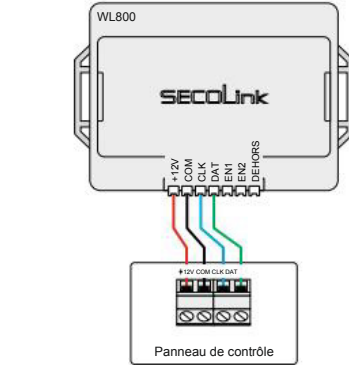 WL800
SECOLink
+12V COM CLK DAT EN1 EN2 DEHORS
+12V COM CLK DAT
Panneau de contrôle